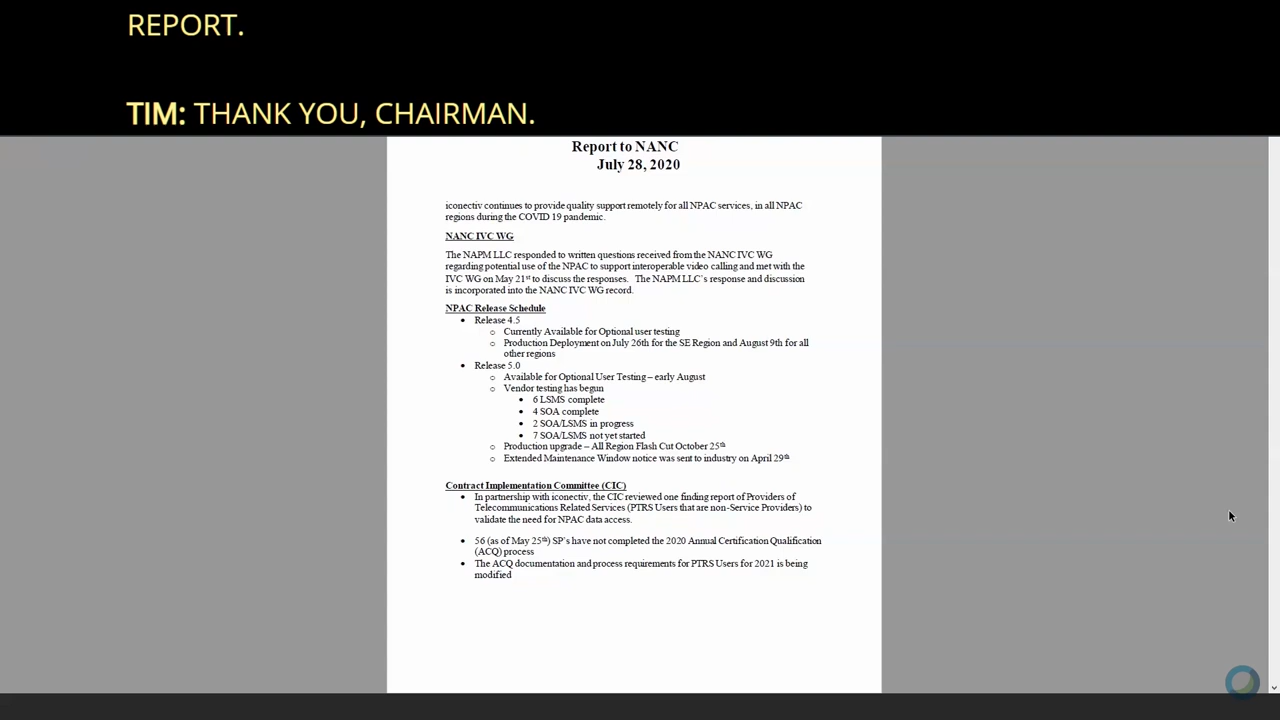 REPORT.
TIM: THANK YOU, CHAIRMAN.
Report to NANC
July 28, 2020
iconectiv continues to provide quality support remotely for all NPAC services, in all NPAC
regions during the COVID 19 pandemic.
NANC IVC WG
The NAPM LLC responded to written questions received from the NANC IVC WG
regarding potential use of the NPAC to support interoperable video calling and met with the
IVC WG on May 21st to discuss the responses. The NAPM LLC's response and discussion
is incorporated into the NANC IVC WG record.
NPAC Release Schedule
• Release 4.5
o Currently Available for Optional user testing
o Production Deployment on July 26th for the SE Region and August 9th for all
other regions
• Release 5.0
o Available for Optional User Testing – early August
o Vendor testing has begun
• 6 LSMS complete
• 4 SOA complete
• 2 SOA/LSMS in progress
• 7 SOA/LSMS not yet started
o Production upgrade – All Region Flash Cut October 25th
o Extended Maintenance Window notice was sent to industry on April 29th
Contract Implementation Committee (CIC)
• In partnership with iconectiv, the CIC reviewed one finding report of Providers of
Telecommunications Related Services (PTRS Users that are non-Service Providers) to
validate the need for NPAC data access.
• 56 (as of May 25th) SP's have not completed the 2020 Annual Certification Qualification
(ACQ) process
• The ACQ documentation and process requirements for PTRS Users for 2021 is being
modified